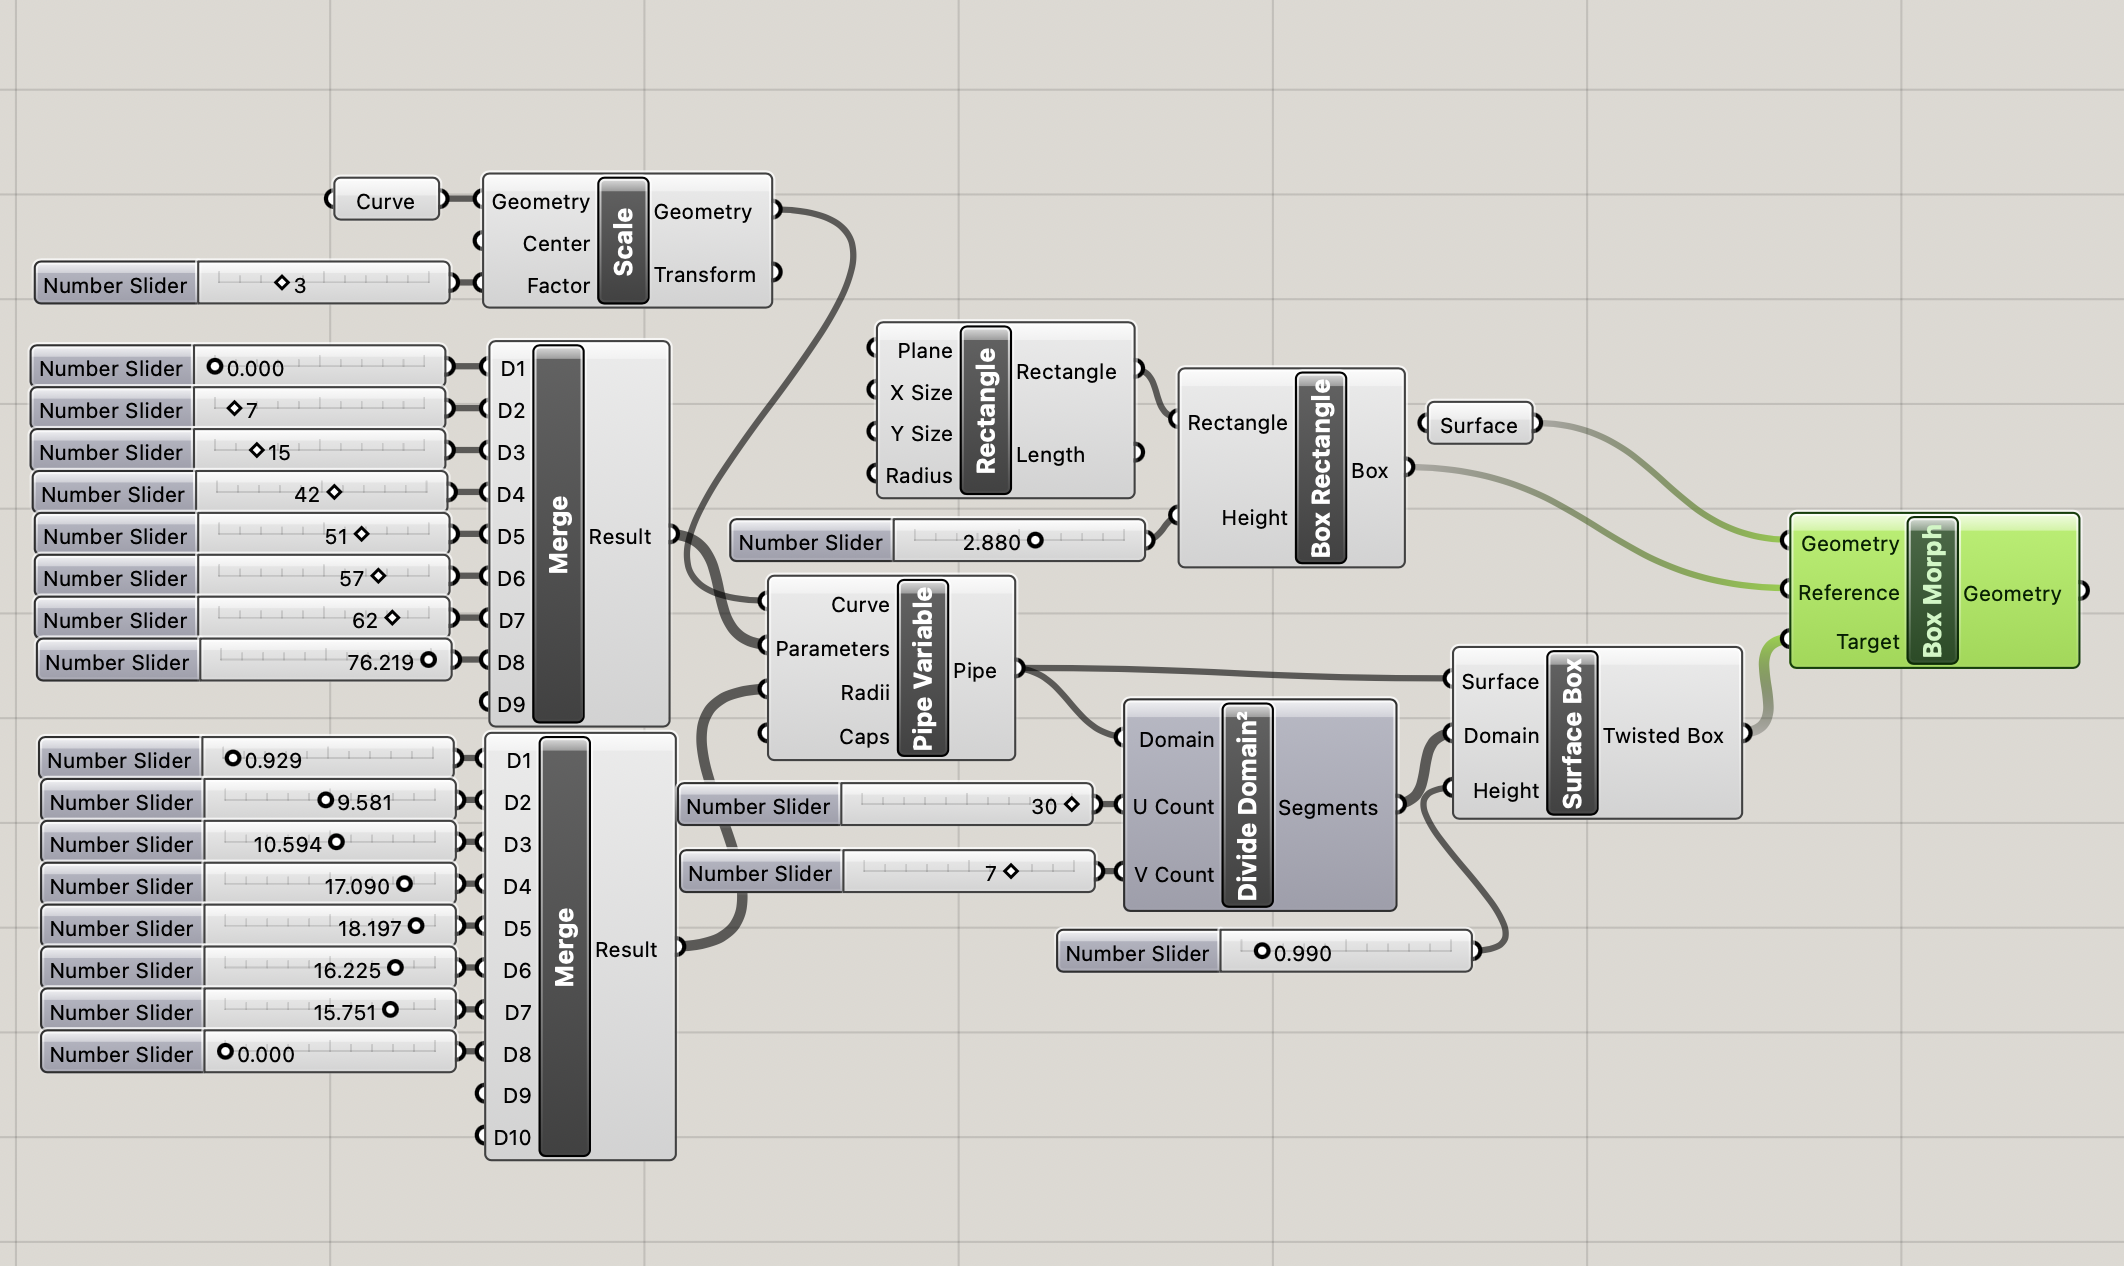 Curve
Geometry
Center
Factor
Scale
Geometry
Transform
Number Slider 3
Number Slider 0.000
Number Slider 7
Number Slider 15
Number Slider 42
Number Slider 51
Number Slider 57
Number Slider 62
Number Slider 76.219
D1
D2
D3
D4
D5
D6
D7
D8
D9
Merge
Result
Number Slider 0.929
Number Slider 9.581
Number Slider 10.594
Number Slider 17.090
Number Slider 18.197
Number Slider 16.225
Number Slider 15.751
Number Slider 0.000
D1
D2
D3
D4
D5
D6
D7
D8
D9
D10
Merge
Result
Plane
X Size
Y Size
Radius
Rectangle
Rectangle
Length
Number Slider 2.880
Rectangle
Height
Box Rectangle
Box
Surface
Curve
Parameters
Radii
Caps
Pipe Variable
Pipe
Number Slider 30
Number Slider 7
Domain
U Count
V Count
Divide Domain²
Segments
Number Slider 0.990
Surface
Domain
Height
Surface Box
Twisted Box
Geometry
Reference
Target
Box Morph
Geometry